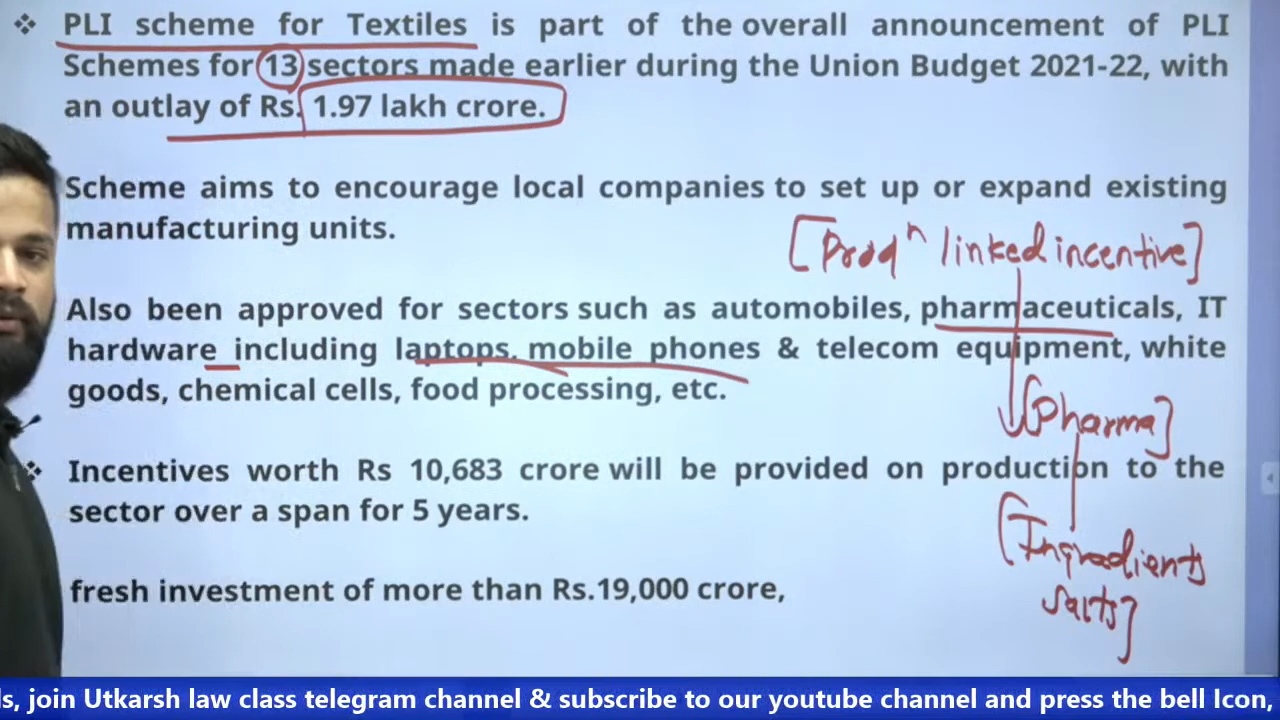 ❖ PLI scheme for Textiles is part of the overall announcement of PLI
Schemes for 13 sectors made earlier during the Union Budget 2021-22, with
an outlay of Rs. 1.97 lakh crore.
Scheme aims to encourage local companies to set up or expand existing
manufacturing units.
[Prodⁿ linked incentive]
Also been approved for sectors such as automobiles, pharmaceuticals, IT
hardware including laptops, mobile phones & telecom equipment, white
goods, chemical cells, food processing, etc.
[Pharma]
❖ Incentives worth Rs 10,683 crore will be provided on production to the
sector over a span for 5 years.
[Ingredients
salts]
fresh investment of more than Rs.19,000 crore,
ls, join Utkarsh law class telegram channel & subscribe to our youtube channel and press the bell Icon,